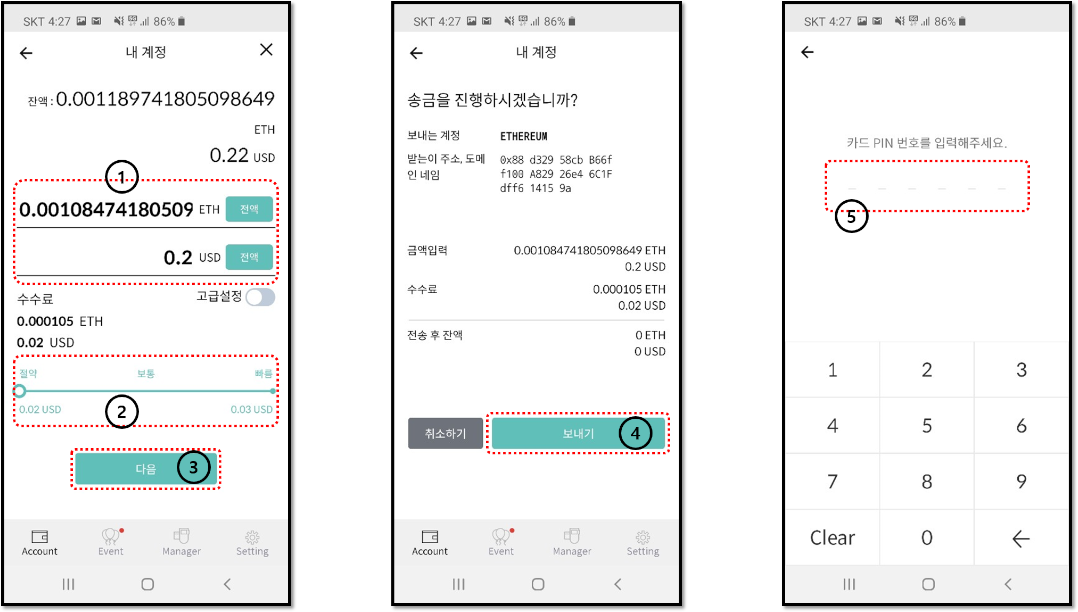 SKT 4:27 86%
내 계정
잔액 : 0.001189741805098649
ETH
0.22 USD
1
0.00108474180509 ETH 전액
0.2 USD 전액
수수료 고급설정
0.000105 ETH
0.02 USD
절약 보통 빠름
0.02 USD 0.03 USD
2
다음 3
Account Event Manager Setting
SKT 4:27 86%
내 계정
송금을 진행하시겠습니까?
보내는 계정 ETHEREUM
받는이 주소, 도메 0x88 d329 58cb B66f
인 네임 f100 A829 26e4 6C1F
dff6 1415 9a
금액입력 0.001084741805098649 ETH
0.2 USD
수수료 0.000105 ETH
0.02 USD
전송 후 잔액 0 ETH
0 USD
취소하기 보내기 4
Account Event Manager Setting
SKT 4:27 86%
카드 PIN 번호를 입력해주세요.
5
1 2 3
4 5 6
7 8 9
Clear 0